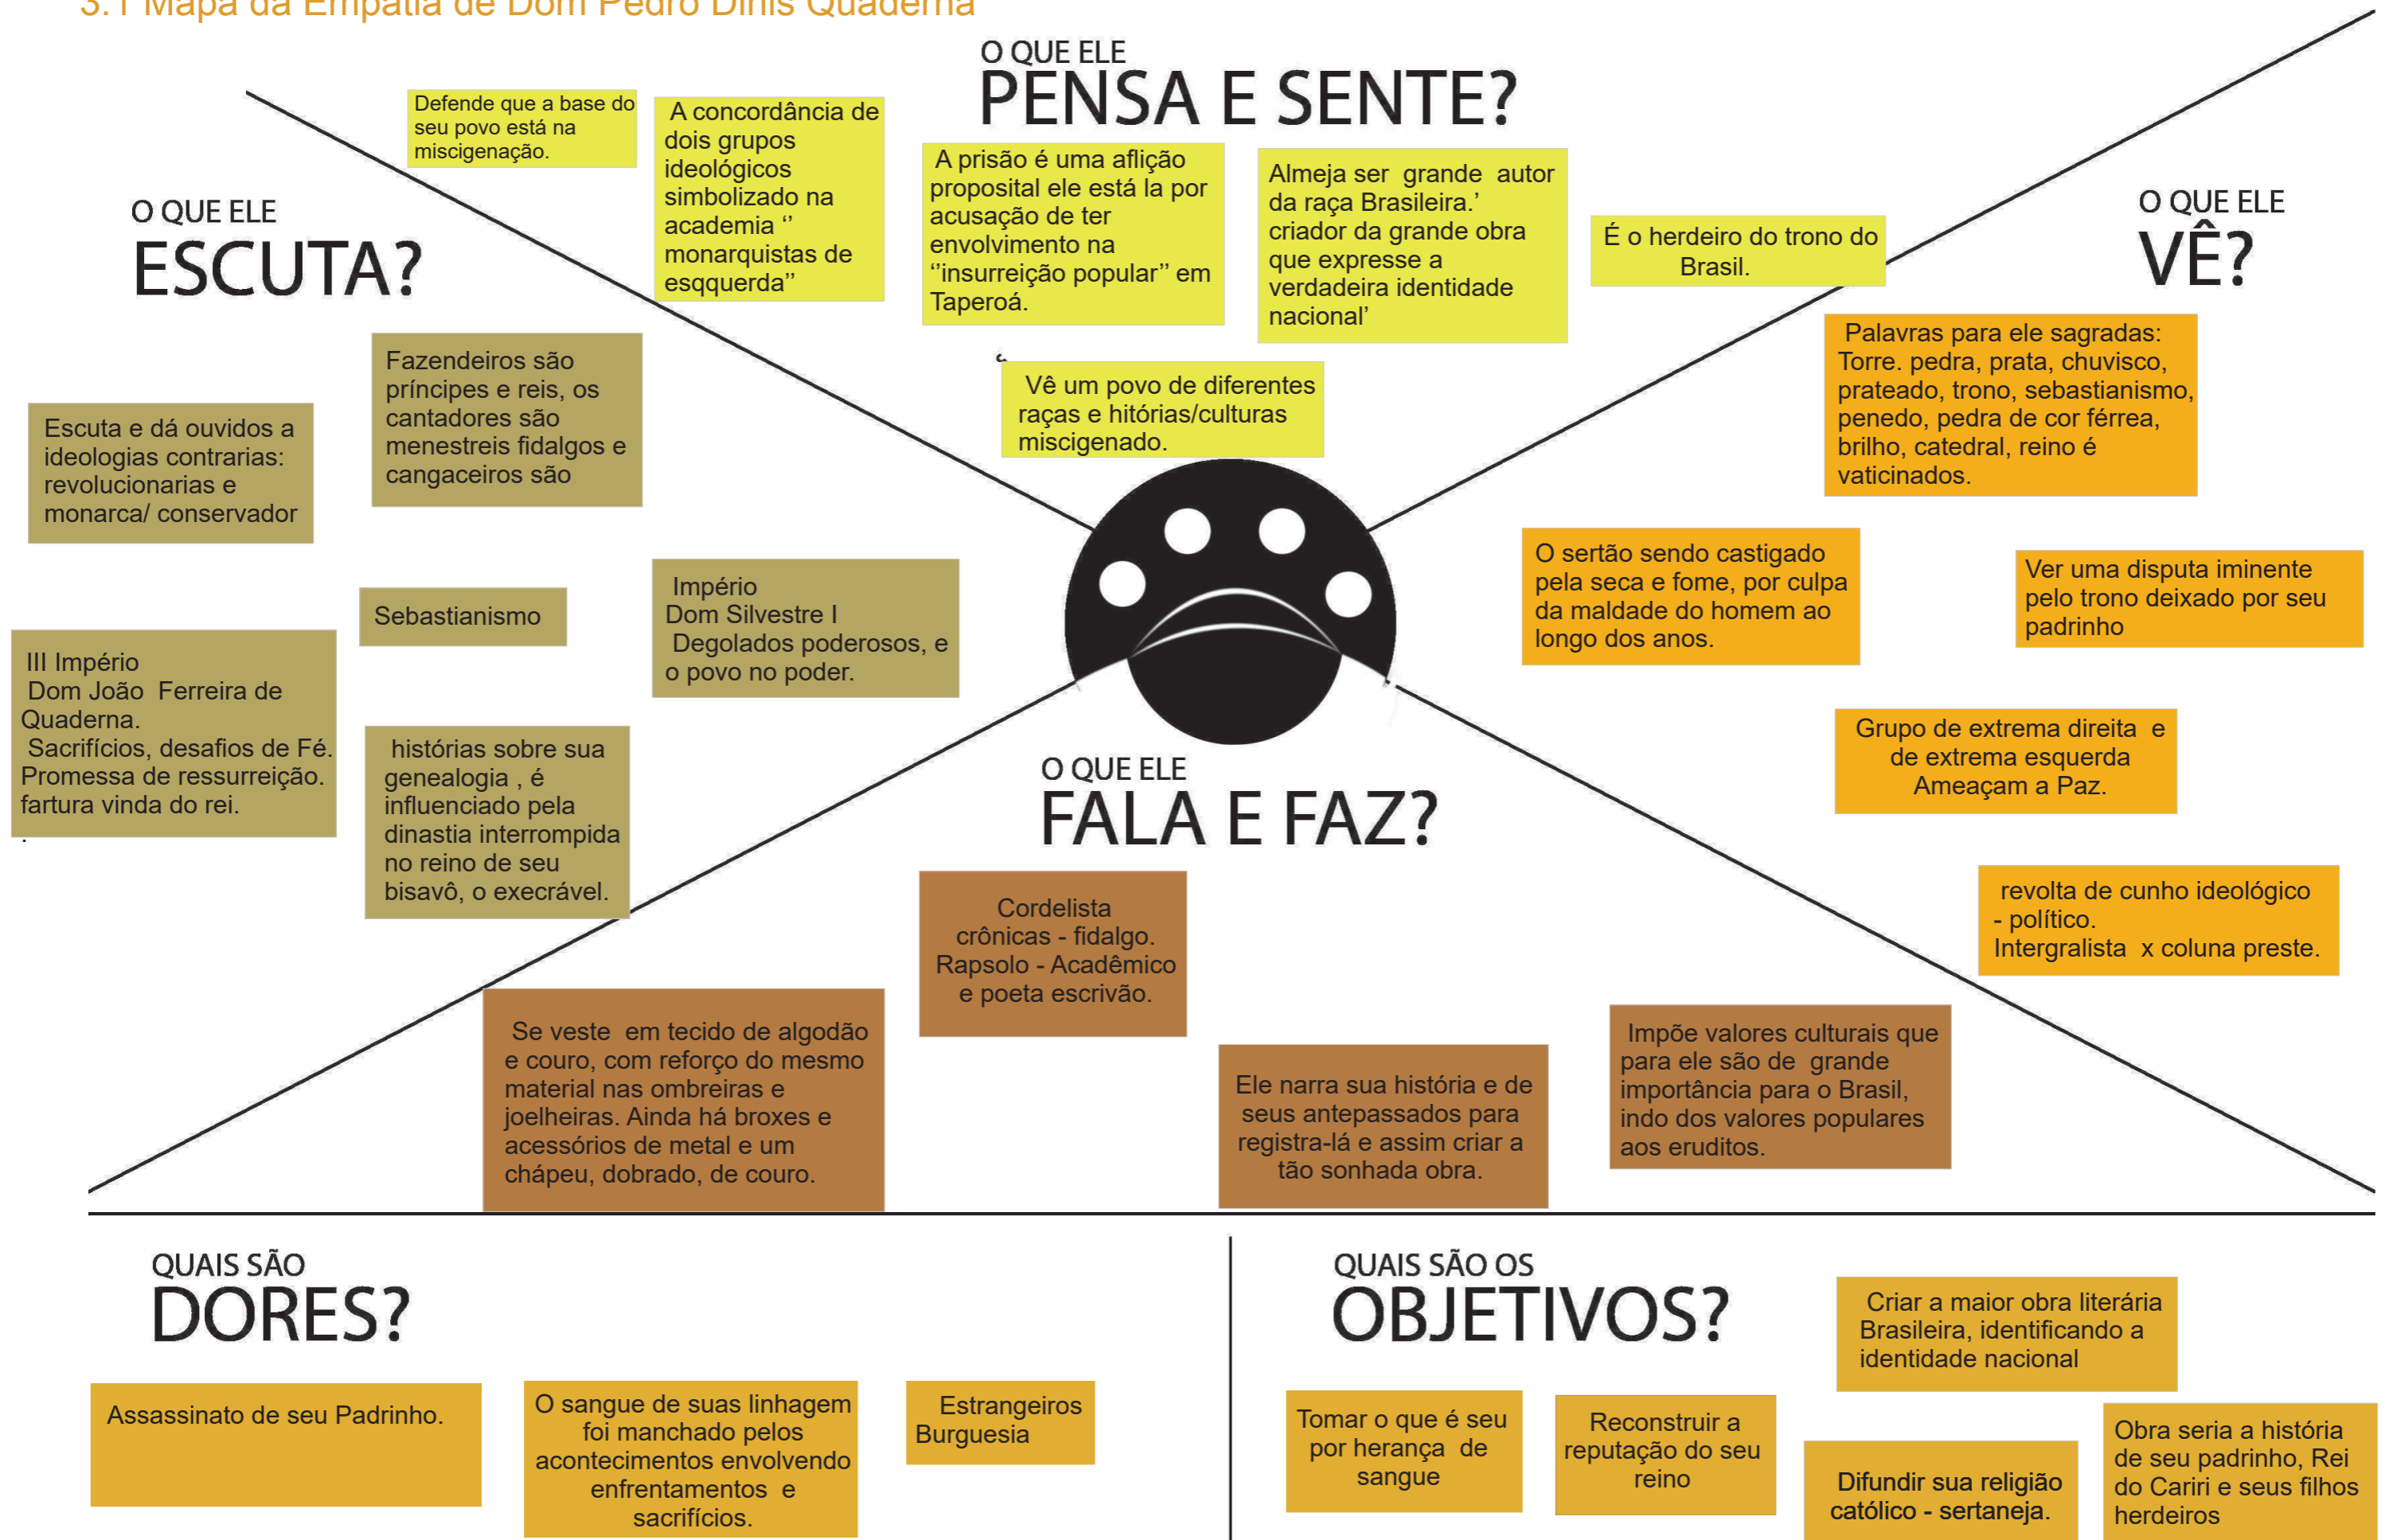 3.1 Mapa da Empatia de Dom Pedro Dinis Quaderna
O QUE ELE
PENSA E SENTE?
Defende que a base do
seu povo está na
miscigenação.
A concordância de
dois grupos
ideológicos
simbolizado na
academia ‘’
monarquistas de
esqquerda’’
A prisão é uma aflição
proposital ele está la por
acusação de ter
envolvimento na
‘’insurreição popular’’ em
Taperoá.
Almeja ser grande autor
da raça Brasileira.’
criador da grande obra
que expresse a
verdadeira identidade
nacional’
É o herdeiro do trono do
Brasil.
Vê um povo de diferentes
raças e hitórias/culturas
miscigenado.
O QUE ELE
ESCUTA?
Fazendeiros são
príncipes e reis, os
cantadores são
menestreis fidalgos e
cangaceiros são
Escuta e dá ouvidos a
ideologias contrarias:
revolucionarias e
monarca/ conservador
Sebastianismo
Império
Dom Silvestre I
Degolados poderosos, e
o povo no poder.
III Império
Dom João Ferreira de
Quaderna.
Sacrifícios, desafios de Fé.
Promessa de ressurreição.
fartura vinda do rei.
.
histórias sobre sua
genealogia , é
influenciado pela
dinastia interrompida
no reino de seu
bisavô, o execrável.
O QUE ELE
VÊ?
Palavras para ele sagradas:
Torre. pedra, prata, chuvisco,
prateado, trono, sebastianismo,
penedo, pedra de cor férrea,
brilho, catedral, reino é
vaticinados.
O sertão sendo castigado
pela seca e fome, por culpa
da maldade do homem ao
longo dos anos.
Ver uma disputa iminente
pelo trono deixado por seu
padrinho
Grupo de extrema direita e
de extrema esquerda
Ameaçam a Paz.
revolta de cunho ideológico
- político.
Intergralista x coluna preste.
O QUE ELE
FALA E FAZ?
Cordelista
crônicas - fidalgo.
Rapsolo - Acadêmico
e poeta escrivão.
Se veste em tecido de algodão
e couro, com reforço do mesmo
material nas ombreiras e
joelheiras. Ainda há broxes e
acessórios de metal e um
chápeu, dobrado, de couro.
Ele narra sua história e de
seus antepassados para
registra-lá e assim criar a
tão sonhada obra.
Impõe valores culturais que
para ele são de grande
importância para o Brasil,
indo dos valores populares
aos eruditos.
QUAIS SÃO
DORES?
Assassinato de seu Padrinho.
O sangue de suas linhagem
foi manchado pelos
acontecimentos envolvendo
enfrentamentos e
sacrifícios.
Estrangeiros
Burguesia
QUAIS SÃO OS
OBJETIVOS?
Criar a maior obra literária
Brasileira, identificando a
identidade nacional
Tomar o que é seu
por herança de
sangue
Reconstruir a
reputação do seu
reino
Difundir sua religião
católico - sertaneja.
Obra seria a história
de seu padrinho, Rei
do Cariri e seus filhos
herdeiros